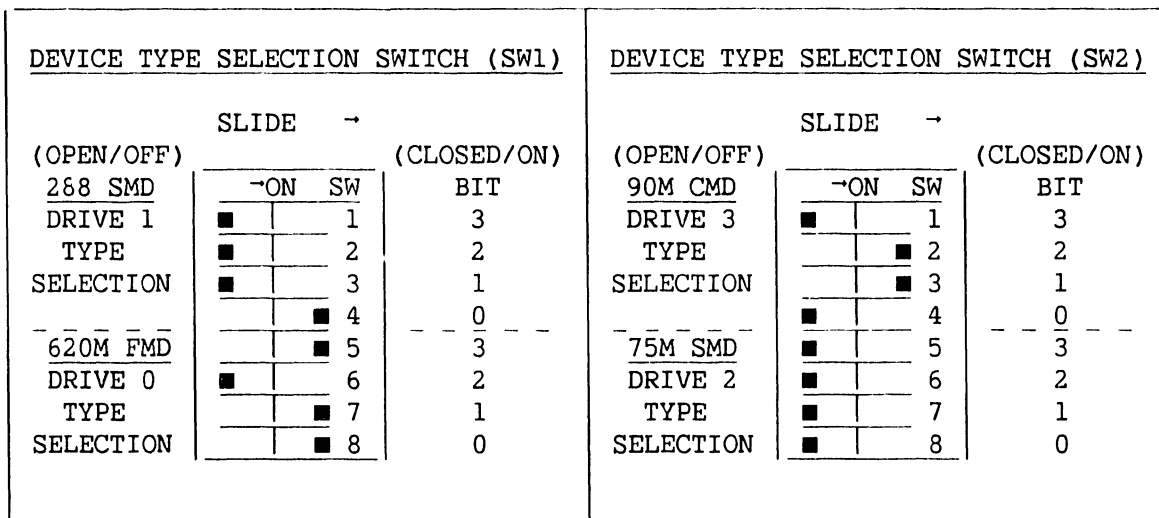 DEVICE TYPE SELECTION SWITCH (SW1)
SLIDE →
(OPEN/OFF) (CLOSED/ON)
288 SMD →ON SW BIT
DRIVE 1 ■ 1 3
TYPE ■ 2 2
SELECTION ■ 3 1
■ 4 0
620M FMD ■ 5 3
DRIVE 0 ■ 6 2
TYPE ■ 7 1
SELECTION ■ 8 0
DEVICE TYPE SELECTION SWITCH (SW2)
SLIDE →
(OPEN/OFF) (CLOSED/ON)
90M CMD →ON SW BIT
DRIVE 3 ■ 1 3
TYPE ■ 2 2
SELECTION ■ 3 1
■ 4 0
75M SMD ■ 5 3
DRIVE 2 ■ 6 2
TYPE ■ 7 1
SELECTION ■ 8 0